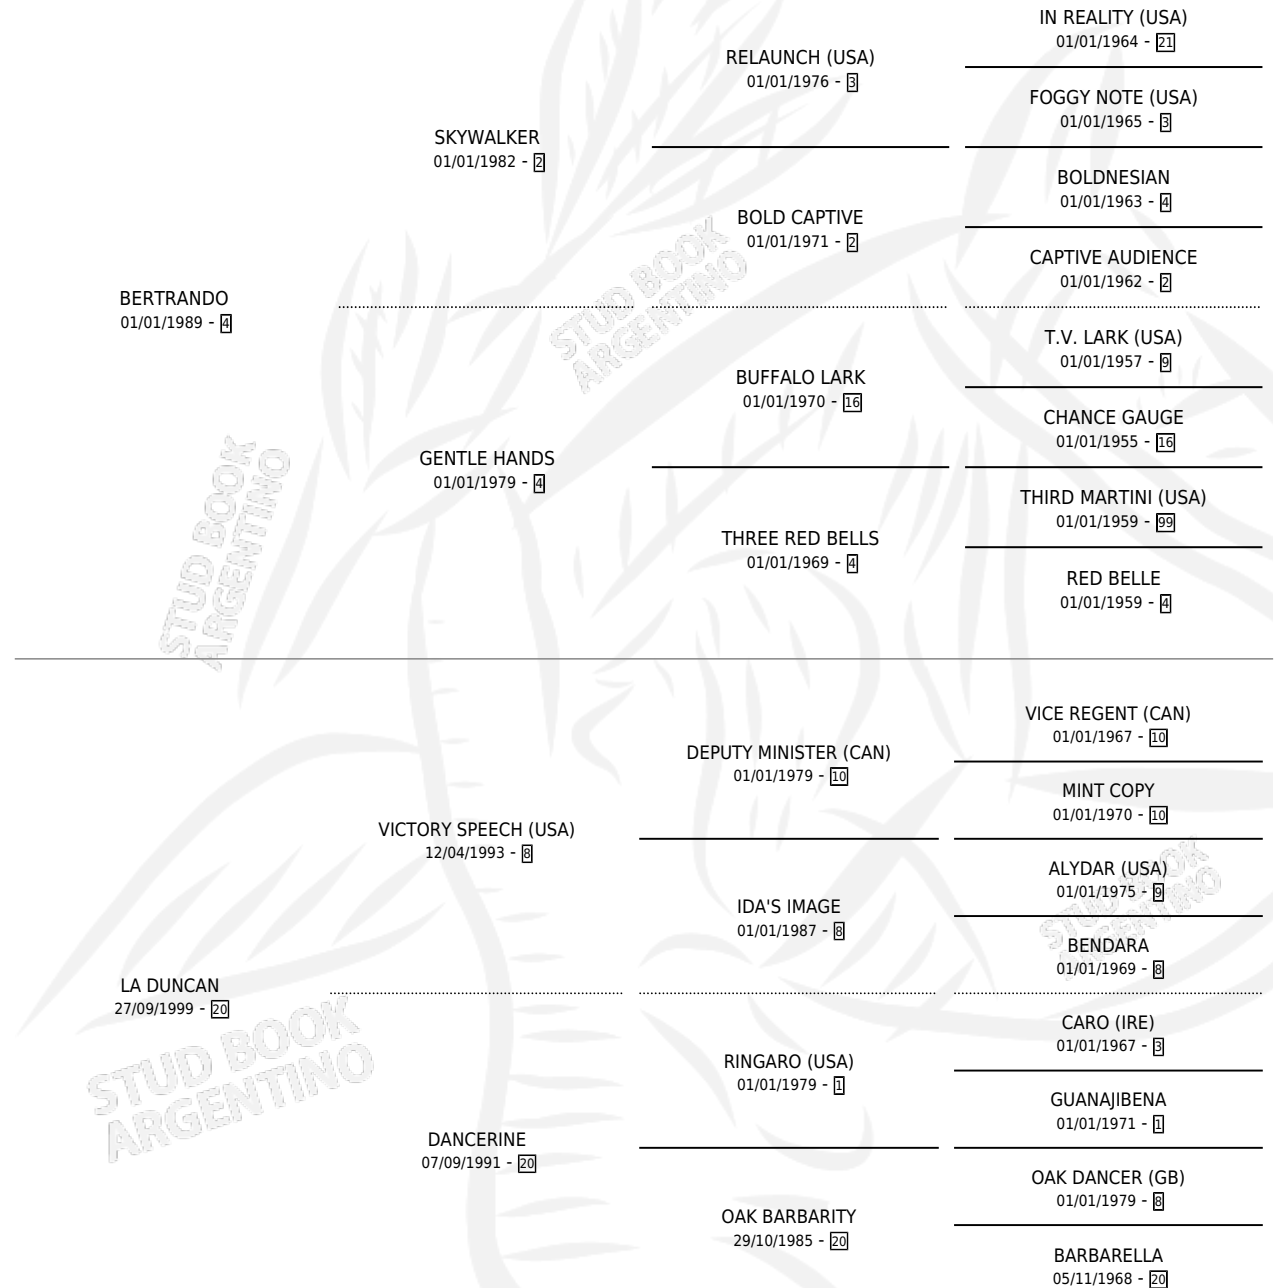 IN REALITY (USA)
01/01/1964 - 21
RELAUNCH (USA)
01/01/1976 - 3
FOGGY NOTE (USA)
01/01/1965 - 3
SKYWALKER
01/01/1982 - 2
BOLDNESIAN
01/01/1963 - 4
BOLD CAPTIVE
01/01/1971 - 2
CAPTIVE AUDIENCE
01/01/1962 - 2
STUD BOOK
ARGENTINO
BERTRANDO
01/01/1989 - 4
T.V. LARK (USA)
01/01/1957 - 9
BUFFALO LARK
01/01/1970 - 16
CHANCE GAUGE
01/01/1955 - 16
GENTLE HANDS
01/01/1979 - 4
THIRD MARTINI (USA)
01/01/1959 - 99
THREE RED BELLS
01/01/1969 - 4
RED BELLE
01/01/1959 - 4
STUD BOOK
ARGENTINO
VICE REGENT (CAN)
01/01/1967 - 10
DEPUTY MINISTER (CAN)
01/01/1979 - 10
MINT COPY
01/01/1970 - 10
VICTORY SPEECH (USA)
12/04/1993 - 8
ALYDAR (USA)
01/01/1975 - 9
STUD BOOK
ARGENTINO
IDA'S IMAGE
01/01/1987 - 8
BENDARA
01/01/1969 - 8
LA DUNCAN
27/09/1999 - 20
STUD BOOK
ARGENTINO
CARO (IRE)
01/01/1967 - 3
RINGARO (USA)
01/01/1979 - 1
GUANAJIBENA
01/01/1971 - 1
DANCERINE
07/09/1991 - 20
OAK DANCER (GB)
01/01/1979 - 8
OAK BARBARITY
29/10/1985 - 20
BARBARELLA
05/11/1968 - 20